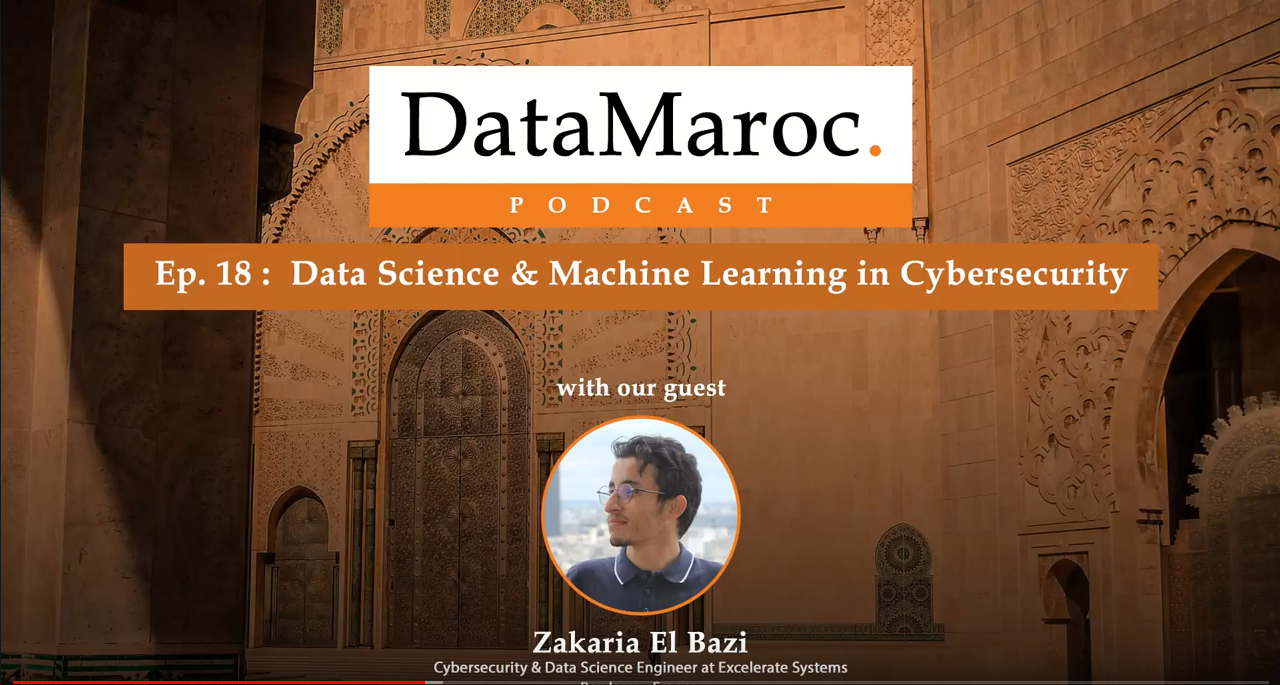 DataMaroc.
PODCAST
Ep. 18 : Data Science & Machine Learning in Cybersecurity
with our guest
Zakaria El Bazi
Cybersecurity & Data Science Engineer at Excelerate Systems